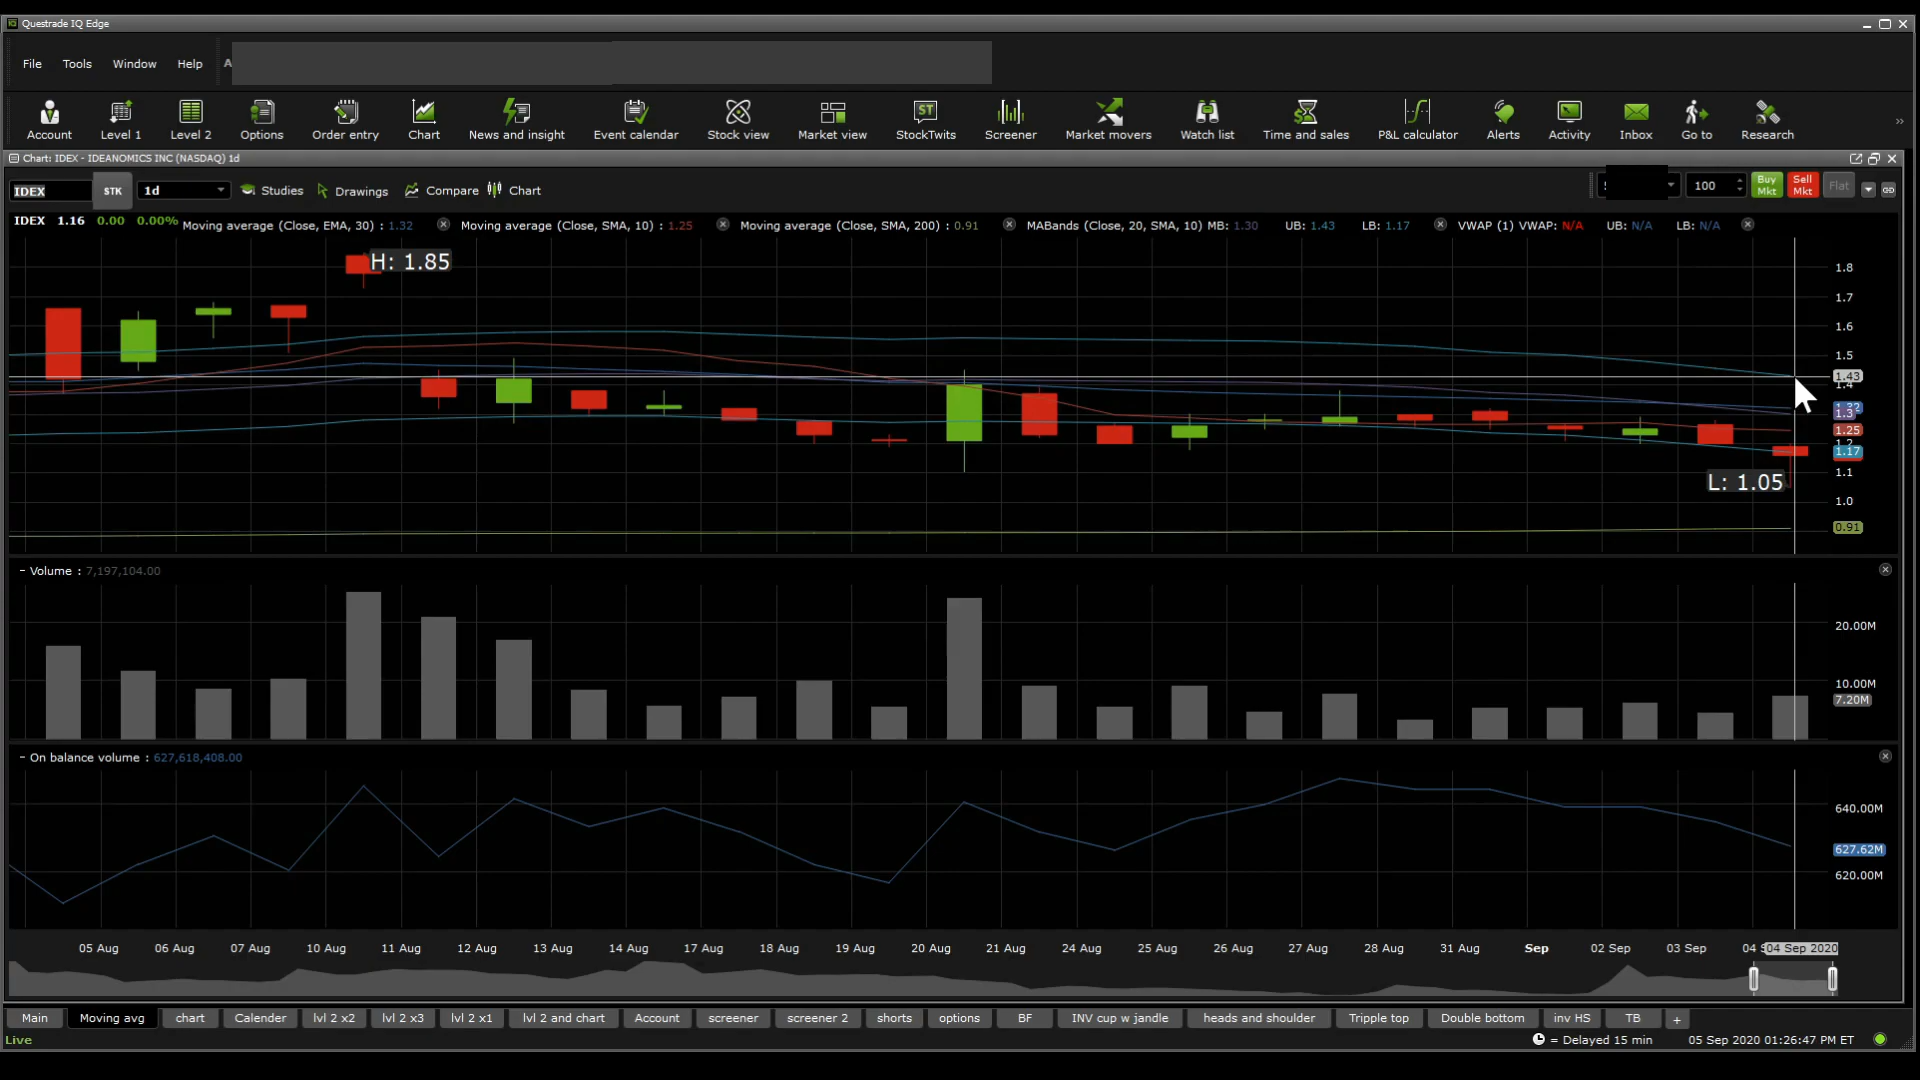 Questrade IQ Edge
File Tools Window Help A
Account Level 1 Level 2 Options Order entry Chart News and insight Event calendar Stock view Market view StockTwits Screener Market movers Watch list Time and sales P&L calculator Alerts Activity Inbox Go to Research »
Chart: IDEX - IDEANOMICS INC (NASDAQ) 1d
IDEX STK 1d Studies Drawings Compare Chart 100 Buy Mkt Sell Mkt Flat
IDEX 1.16 0.00 0.00% Moving average (Close, EMA, 30) : 1.32 Moving average (Close, SMA, 10) : 1.25 Moving average (Close, SMA, 200) : 0.91 MABands (Close, 20, SMA, 10) MB: 1.30 UB: 1.43 LB: 1.17 VWAP (1) VWAP: N/A UB: N/A LB: N/A
H: 1.85
1.8
1.7
1.6
1.5
1.43
1.4
1.32
1.3
1.25
1.2
1.17
1.1
L: 1.05
1.0
0.91
- Volume : 7,197,104.00
20.00M
10.00M
7.20M
- On balance volume : 627,618,408.00
640.00M
627.62M
620.00M
05 Aug 06 Aug 07 Aug 10 Aug 11 Aug 12 Aug 13 Aug 14 Aug 17 Aug 18 Aug 19 Aug 20 Aug 21 Aug 24 Aug 25 Aug 26 Aug 27 Aug 28 Aug 31 Aug Sep 02 Sep 03 Sep 04 S 04 Sep 2020
Main Moving avg chart Calender lvl 2 x2 lvl 2 x3 lvl 2 x1 lvl 2 and chart Account screener screener 2 shorts options BF INV cup w jandle heads and shoulder Tripple top Double bottom inv HS TB +
Live = Delayed 15 min 05 Sep 2020 01:26:47 PM ET